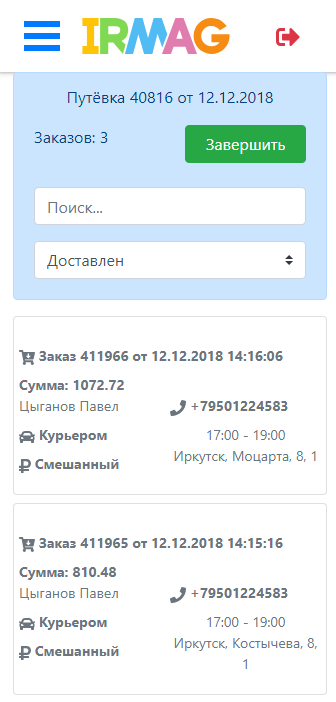 IRMAG
Путёвка 40816 от 12.12.2018
Заказов: 3
Завершить
Поиск...
Доставлен
Заказ 411966 от 12.12.2018 14:16:06
Сумма: 1072.72
Цыганов Павел
+79501224583
Курьером
17:00 - 19:00
Смешанный
Иркутск, Моцарта, 8, 1
Заказ 411965 от 12.12.2018 14:15:16
Сумма: 810.48
Цыганов Павел
+79501224583
Курьером
17:00 - 19:00
Смешанный
Иркутск, Костычева, 8,
1